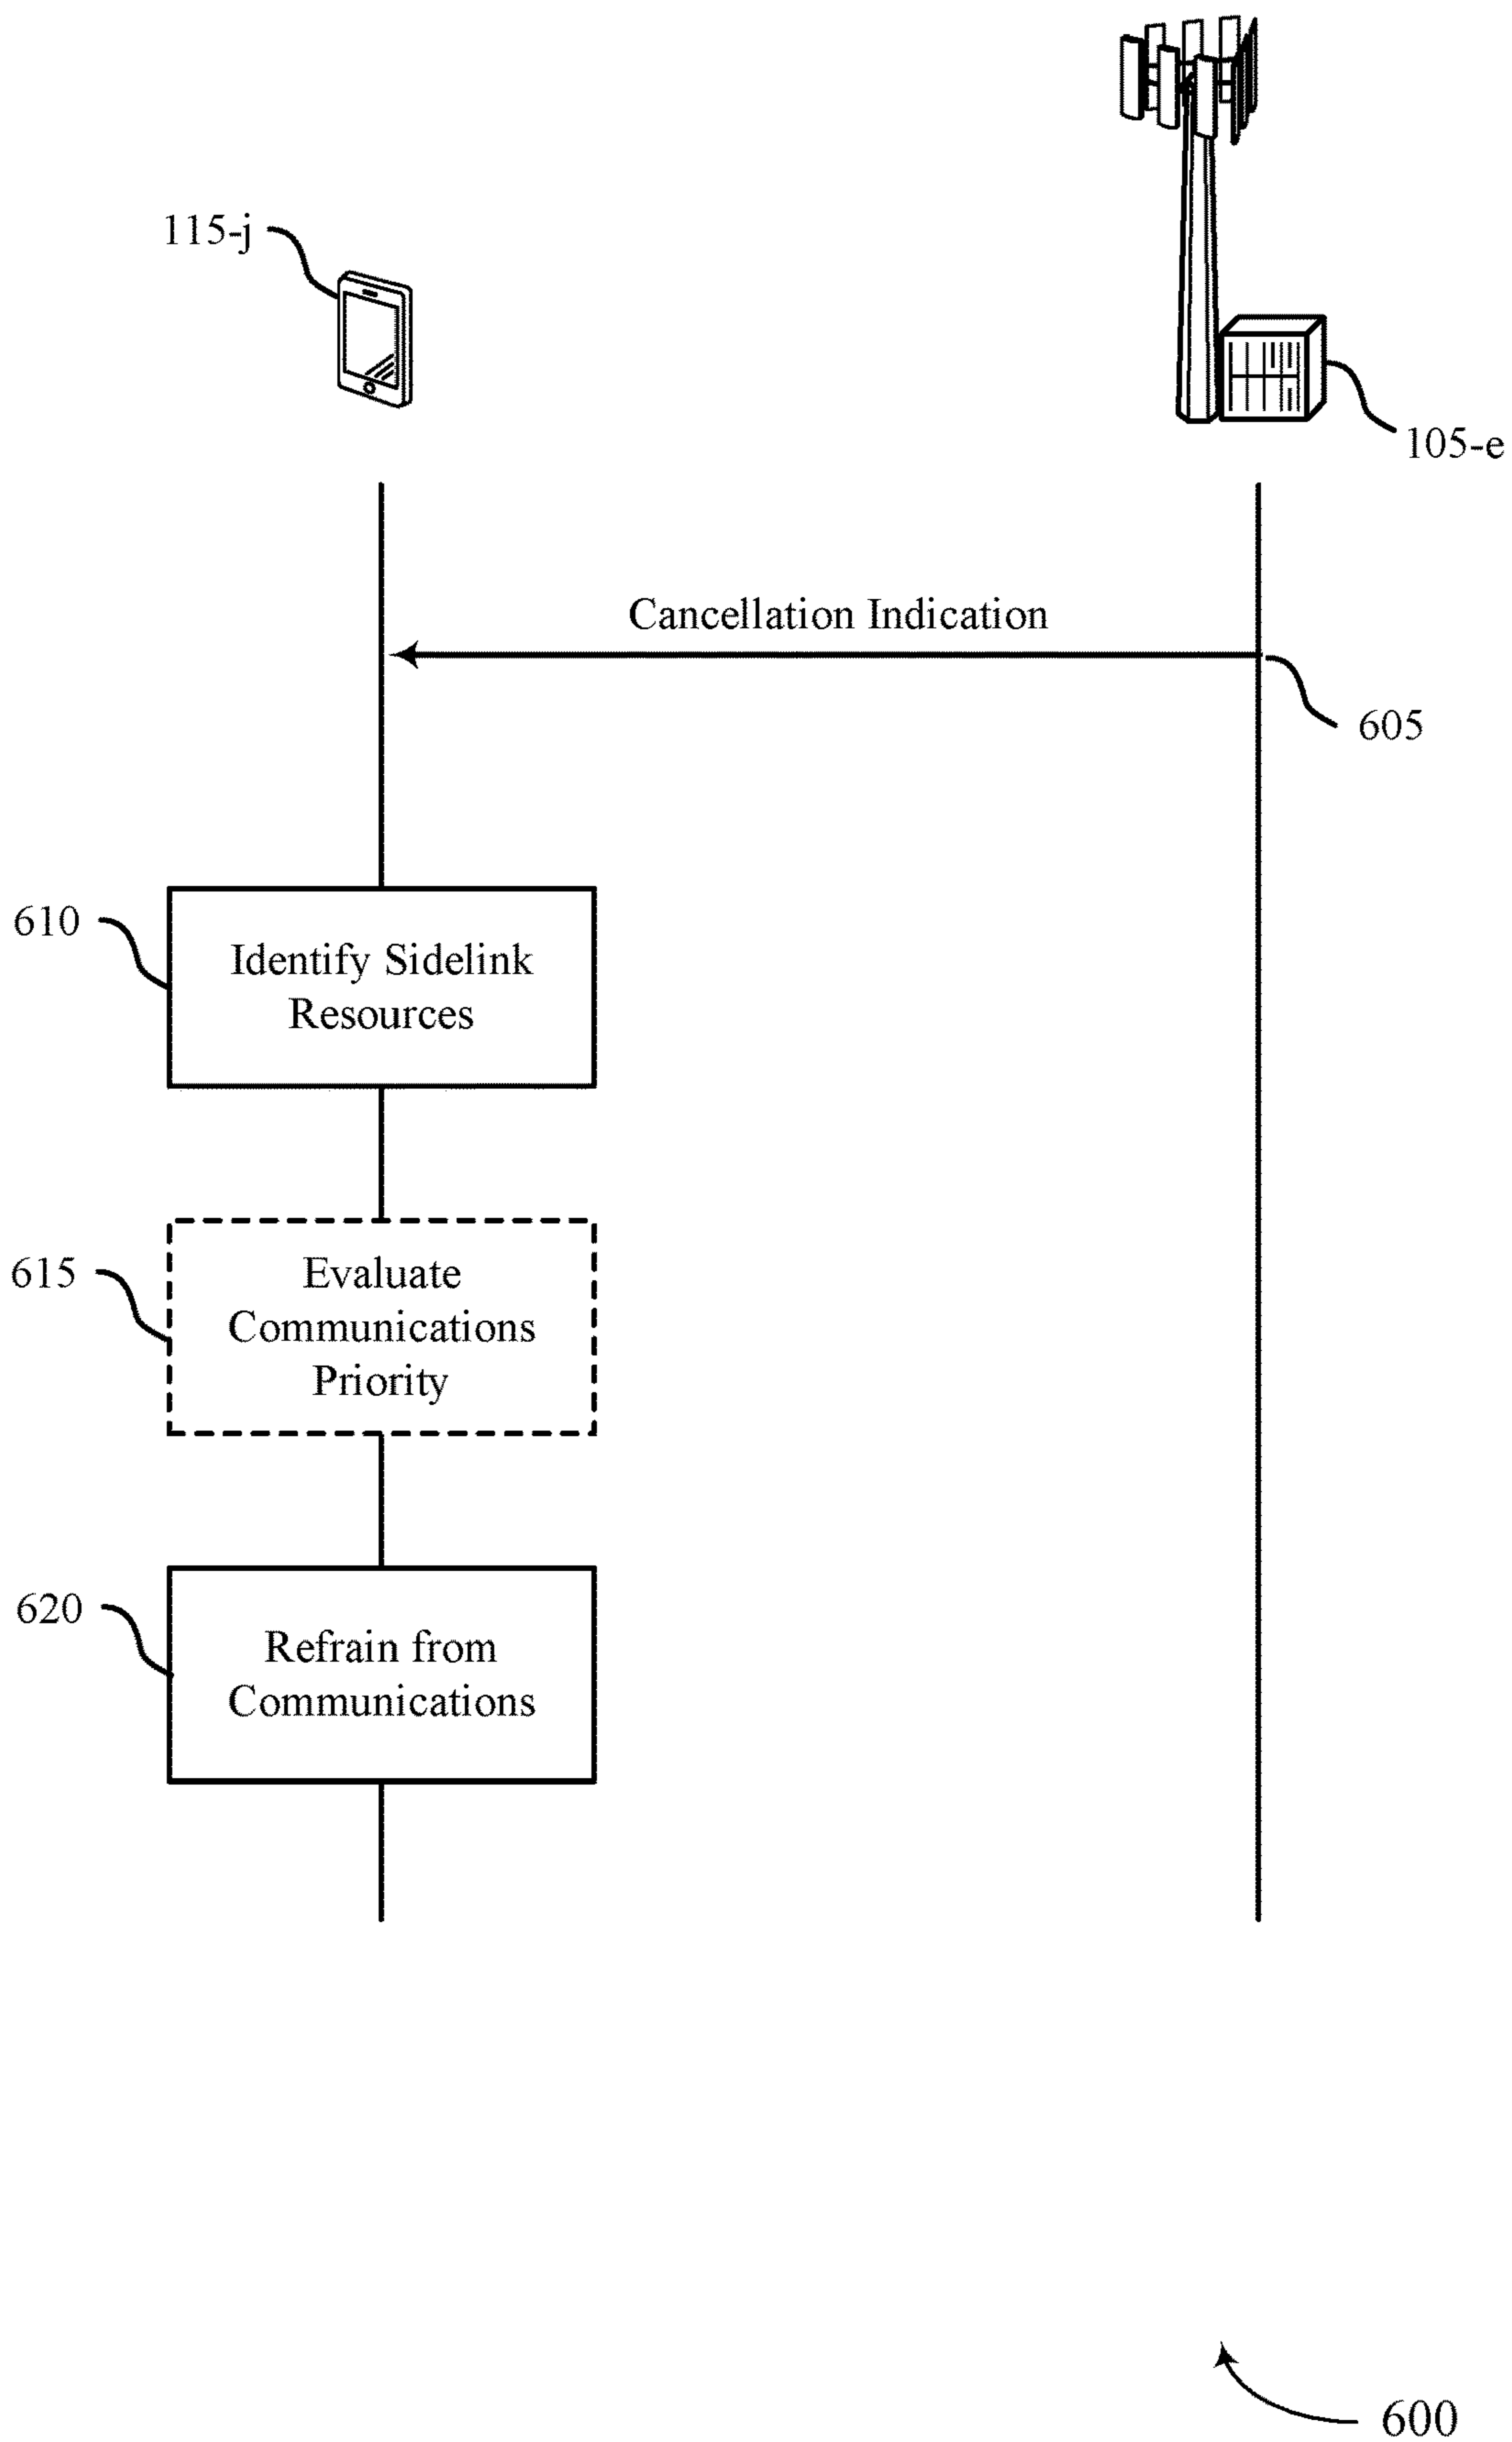 115-j
105-e
Cancellation Indication
605
610
Identify Sidelink
Resources
615
Evaluate
Communications
Priority
620
Refrain from
Communications
600